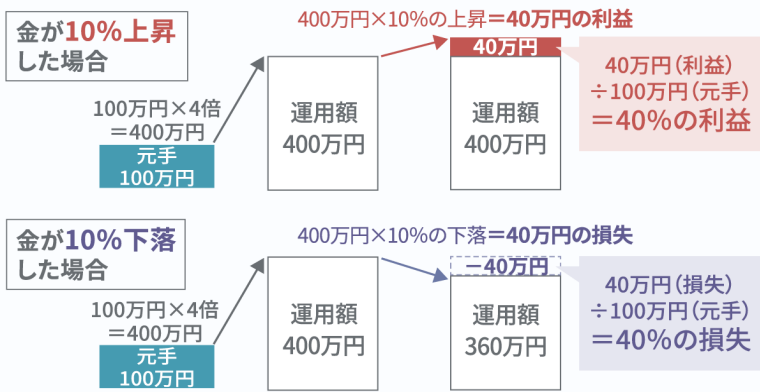 金が10%上昇
した場合
400万円×10%の上昇＝40万円の利益
100万円×4倍
＝400万円
元手
100万円
運用額
400万円
40万円
運用額
400万円
40万円（利益）
÷100万円（元手）
＝40%の利益
金が10%下落
した場合
400万円×10%の下落＝40万円の損失
100万円×4倍
＝400万円
元手
100万円
運用額
400万円
－40万円
運用額
360万円
40万円（損失）
÷100万円（元手）
＝40%の損失